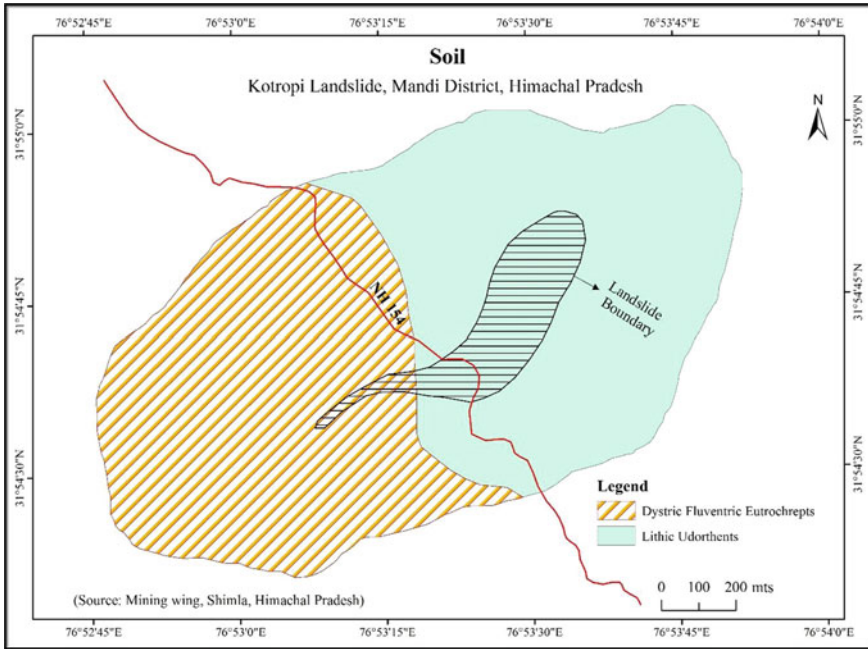 76°52'45"E 76°53'0"E 76°53'15"E 76°53'30"E 76°53'45"E 76°54'0"E
Soil
Kotropi Landslide, Mandi District, Himachal Pradesh
N
31°55'0"N 31°55'0"N
31°54'45"N 31°54'45"N
NH 154
Landslide
Boundary
31°54'30"N 31°54'30"N
Legend
Dystric Fluventric Eutrochrepts
Lithic Udorthents
0 100 200 mts
(Source: Mining wing, Shimla, Himachal Pradesh)
76°52'45"E 76°53'0"E 76°53'15"E 76°53'30"E 76°53'45"E 76°54'0"E